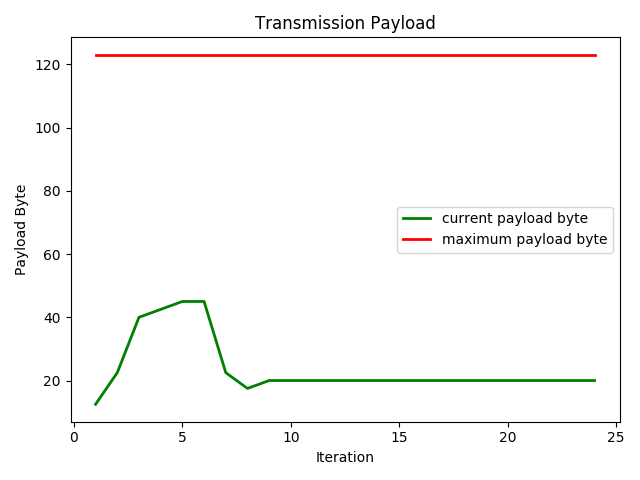 Transmission Payload
120
100
80
60
40
20
Payload Byte
current payload byte
maximum payload byte
0 5 10 15 20 25
Iteration